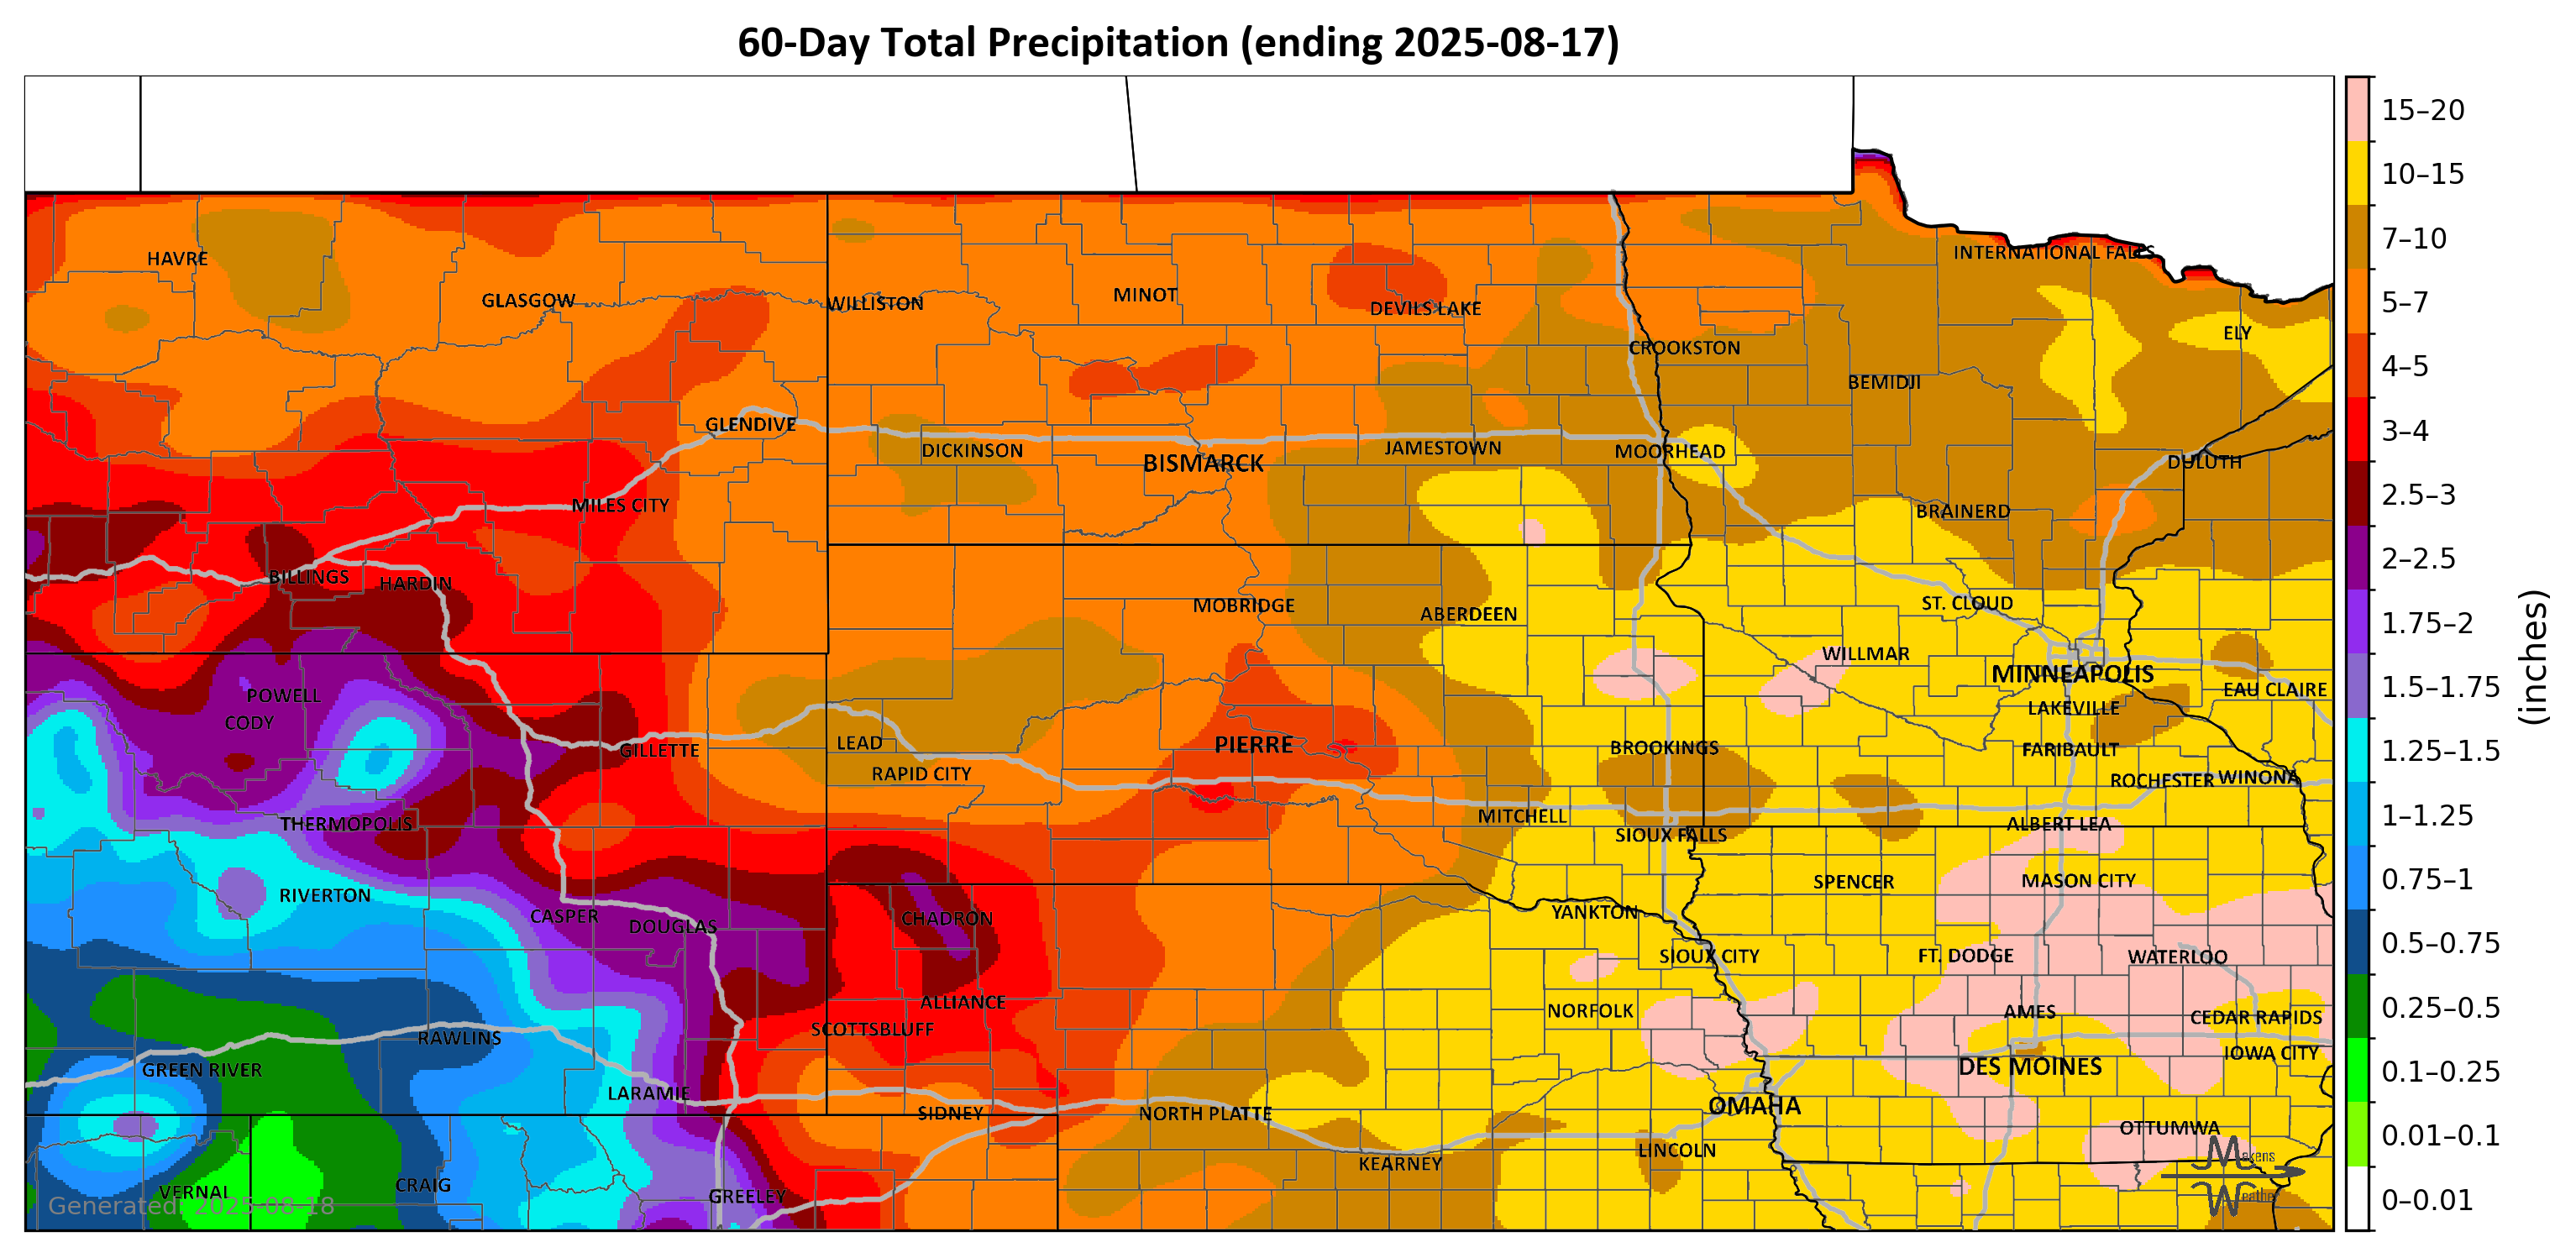 60-Day Total Precipitation (ending 2025-08-17)
15–20
10–15
7–10
5–7
4–5
3–4
2.5–3
2–2.5
1.75–2
1.5–1.75
1.25–1.5
1–1.25
0.75–1
0.5–0.75
0.25–0.5
0.1–0.25
0.01–0.1
0–0.01
(inches)
INTERNATIONAL FALLS
HAVRE
GLASGOW
WILLISTON
MINOT
DEVILS LAKE
ELY
CROOKSTON
BEMIDJI
GLENDIVE
DICKINSON
BISMARCK
JAMESTOWN
MOORHEAD
DULUTH
MILES CITY
BRAINERD
BILLINGS
HARDIN
MOBRIDGE
ABERDEEN
ST. CLOUD
WILLMAR
MINNEAPOLIS
POWELL
EAU CLAIRE
CODY
LAKEVILLE
GILLETTE
LEAD
PIERRE
BROOKINGS
FARIBAULT
RAPID CITY
ROCHESTER
WINONA
THERMOPOLIS
MITCHELL
SIOUX FALLS
ALBERT LEA
RIVERTON
SPENCER
MASON CITY
CASPER
DOUGLAS
CHADRON
YANKTON
SIOUX CITY
FT. DODGE
WATERLOO
ALLIANCE
NORFOLK
AMES
CEDAR RAPIDS
SCOTTSBLUFF
RAWLINS
IOWA CITY
GREEN RIVER
DES MOINES
LARAMIE
SIDNEY
NORTH PLATTE
OMAHA
OTTUMWA
LINCOLN
KEARNEY
VERNAL
CRAIG
GREELEY
Generated: 2025-08-18
Makens
Weather